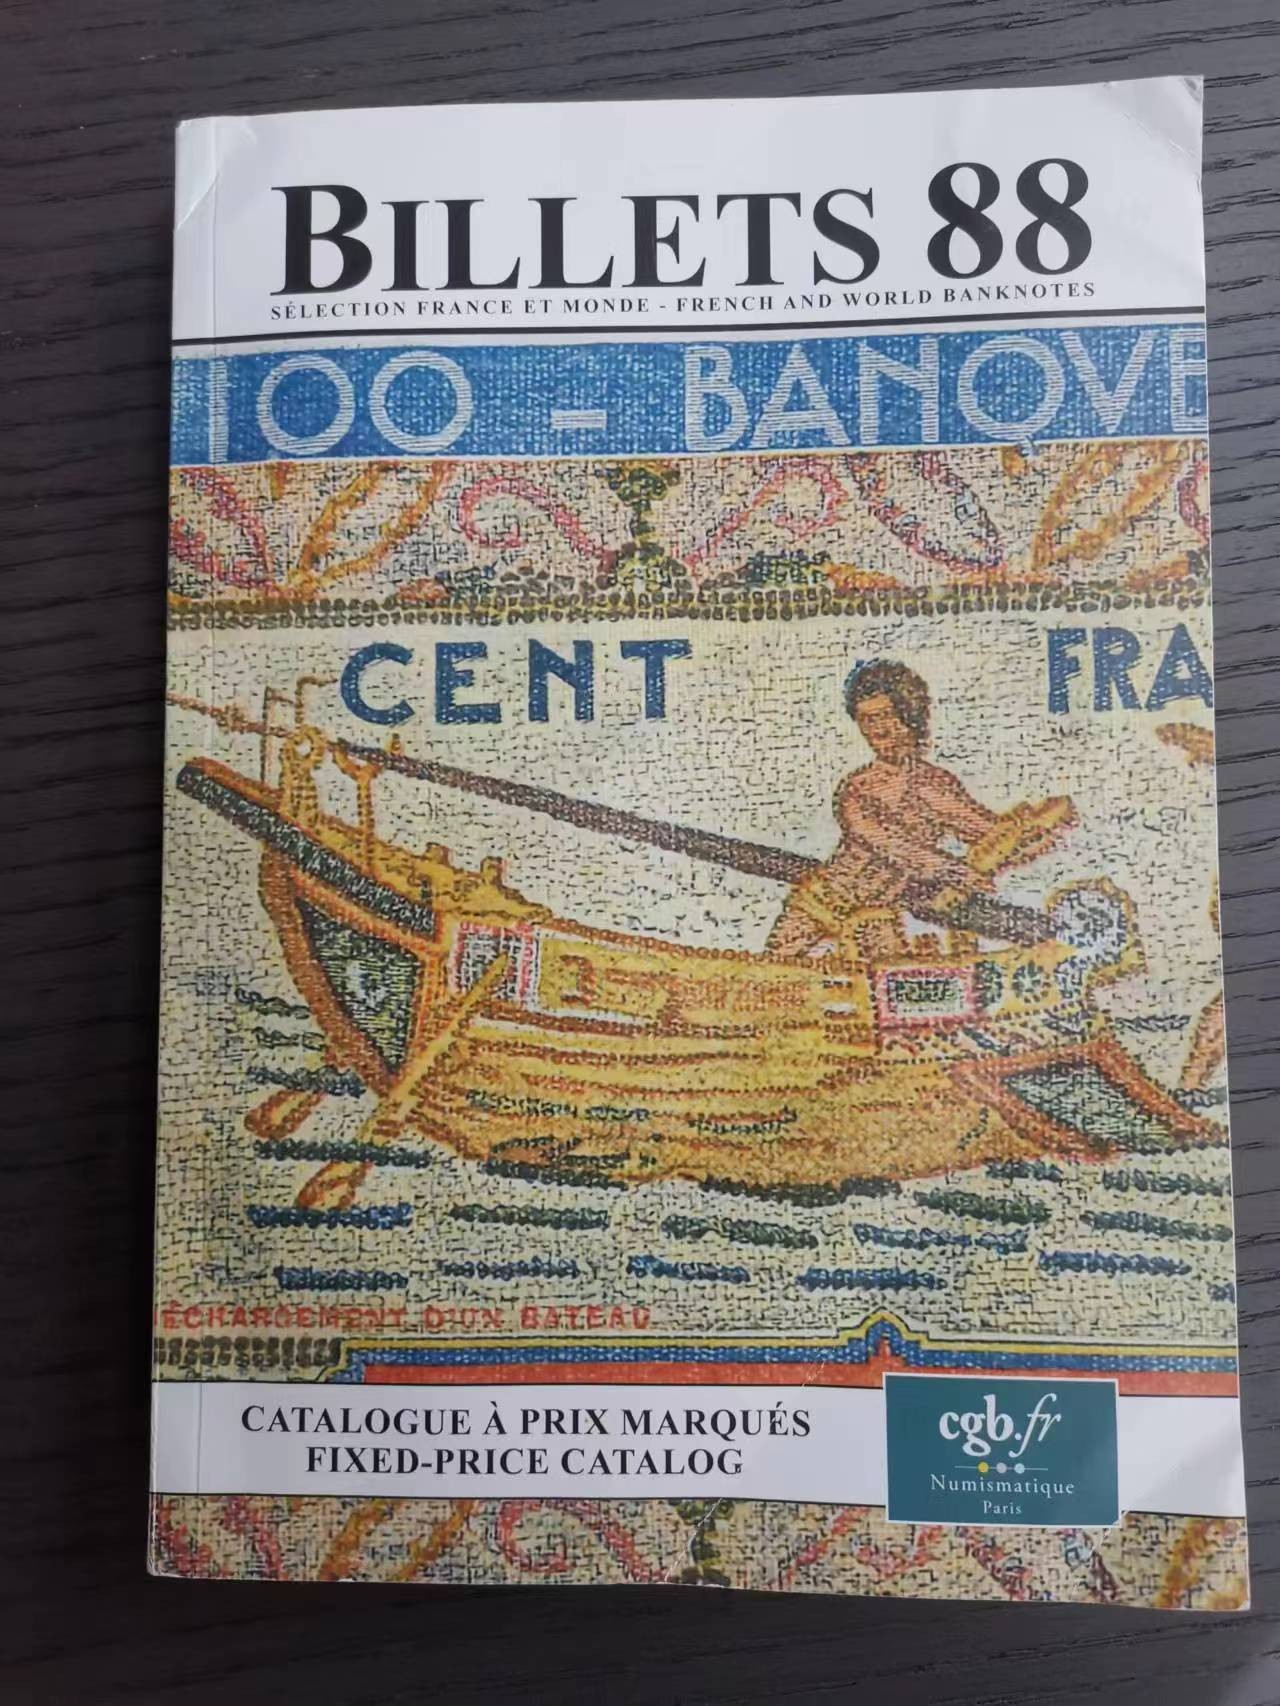 BILLETS 88
SÉLECTION FRANCE ET MONDE - FRENCH AND WORLD BANKNOTES
100 - BANQVE
CENT FRA
ÉCHARGEMENT D'UN BATEAU
CATALOGUE À PRIX MARQUÉS
FIXED-PRICE CATALOG
cgb.fr
Numismatique
Paris